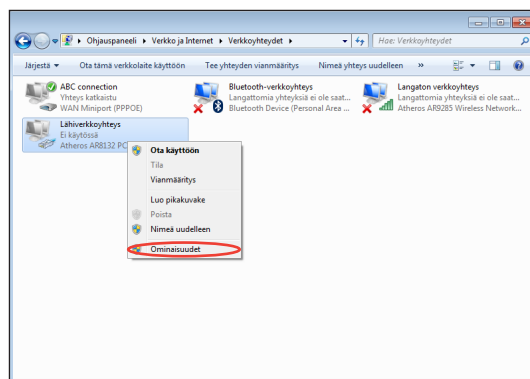 Ohjauspaneeli ▸ Verkko ja Internet ▸ Verkkoyhteydet ▸
Hae: Verkkoyhteydet
Järjestä Ota tämä verkkolaite käyttöön Tee yhteyden vianmääritys Nimeä yhteys uudelleen »
ABC connection
Yhteys katkaistu
WAN Miniport (PPPOE)
Bluetooth-verkkoyhteys
Langattomia yhteyksiä ei ole saat...
Bluetooth Device (Personal Area ...
Langaton verkkoyhteys
Langattomia yhteyksiä ei ole saat...
Atheros AR9285 Wireless Network...
Lähiverkkoyhteys
Ei käytössä
Atheros AR8132 PC
Ota käyttöön
Tila
Vianmääritys
Luo pikakuvake
Poista
Nimeä uudelleen
Ominaisuudet